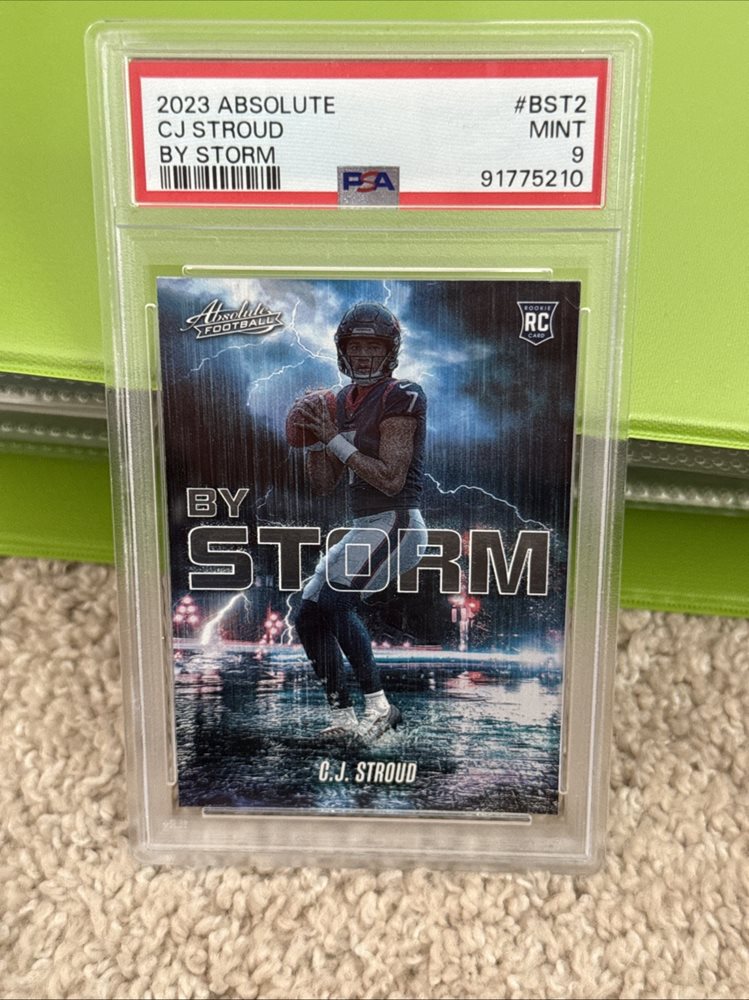 2023 ABSOLUTE #BST2
CJ STROUD MINT
BY STORM 9
PSA 91775210
Absolute
FOOTBALL
ROOKIE
RC
CARD
7
BY
STORM
C.J. STROUD